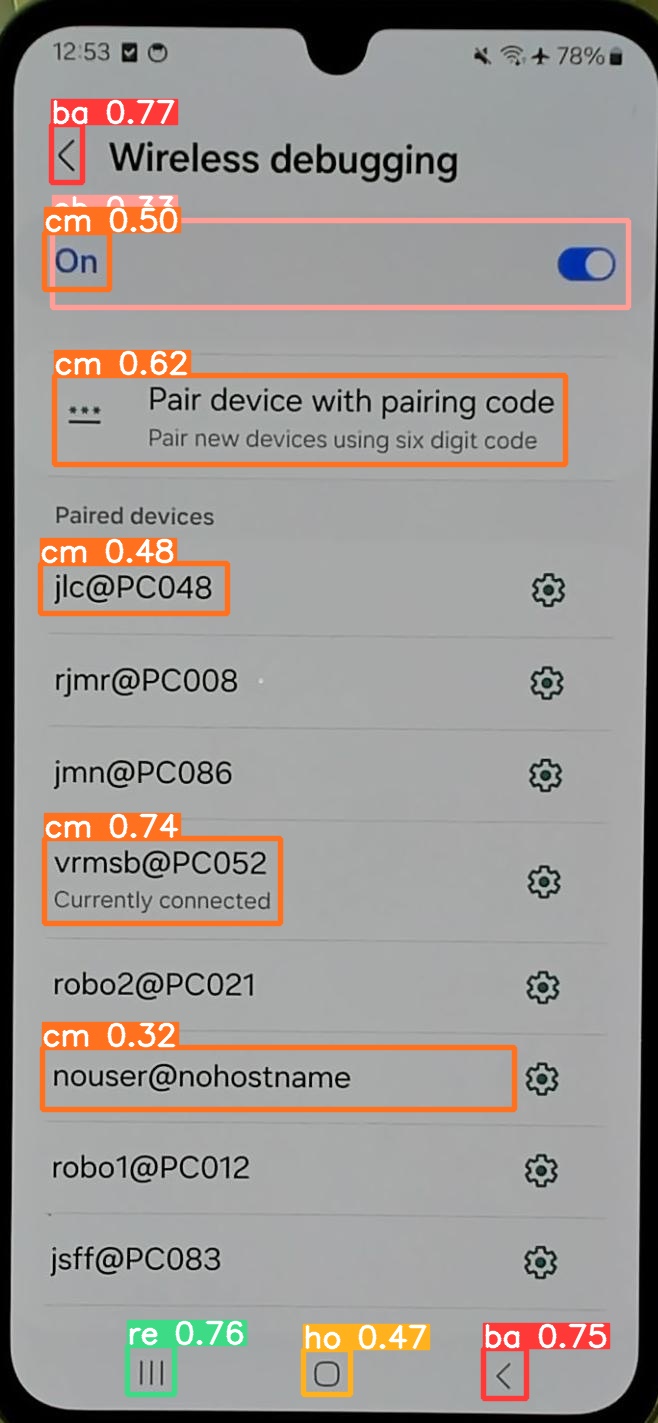 12:53 78%
ba 0.77
Wireless debugging
cm 0.50
On
cm 0.62
Pair device with pairing code
Pair new devices using six digit code
Paired devices
cm 0.48
jlc@PC048
rjmr@PC008
jmn@PC086
cm 0.74
vrmsb@PC052
Currently connected
robo2@PC021
cm 0.32
nouser@nohostname
robo1@PC012
jsff@PC083
re 0.76 ho 0.47 ba 0.75